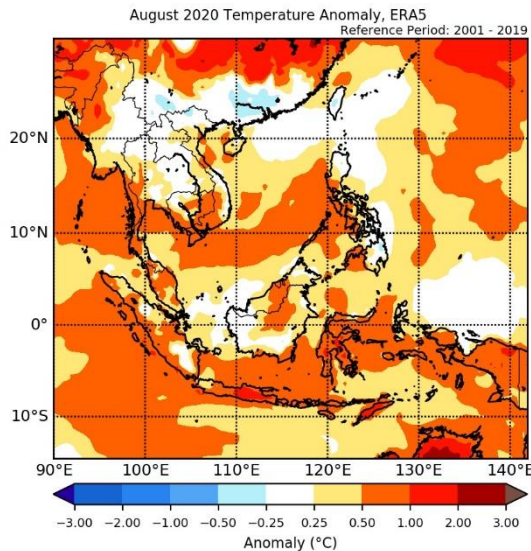 August 2020 Temperature Anomaly, ERA5
Reference Period: 2001 - 2019
20°N
10°N
0°
10°S
90°E 100°E 110°E 120°E 130°E 140°E
−3.00 −2.00 −1.00 −0.50 −0.25 0.25 0.50 1.00 2.00 3.00
Anomaly (°C)